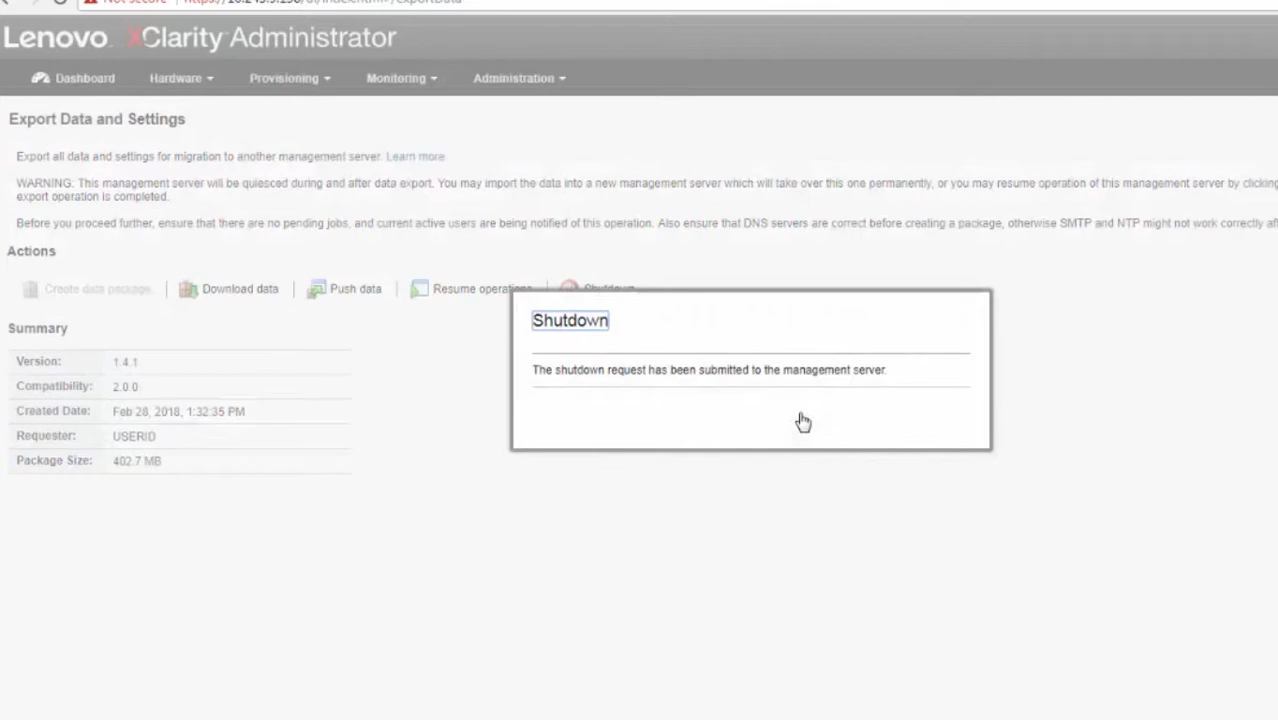 Not secure
Lenovo XClarity Administrator
Dashboard Hardware Provisioning Monitoring Administration
Export Data and Settings
Export all data and settings for migration to another management server. Learn more
WARNING: This management server will be quiesced during and after data export. You may import the data into a new management server which will take over this one permanently, or you may resume operation of this management server by clicking
export operation is completed.
Before you proceed further, ensure that there are no pending jobs, and current active users are being notified of this operation. Also ensure that DNS servers are correct before creating a package, otherwise SMTP and NTP might not work correctly
Actions
Create data package. | Download data | Push data | Resume operations | Shutdown
Shutdown
The shutdown request has been submitted to the management server.
Summary
Version: 1.4.1
Compatibility: 2.0.0
Created Date: Feb 28, 2018, 1:32:35 PM
Requester: USERID
Package Size: 402.7 MB